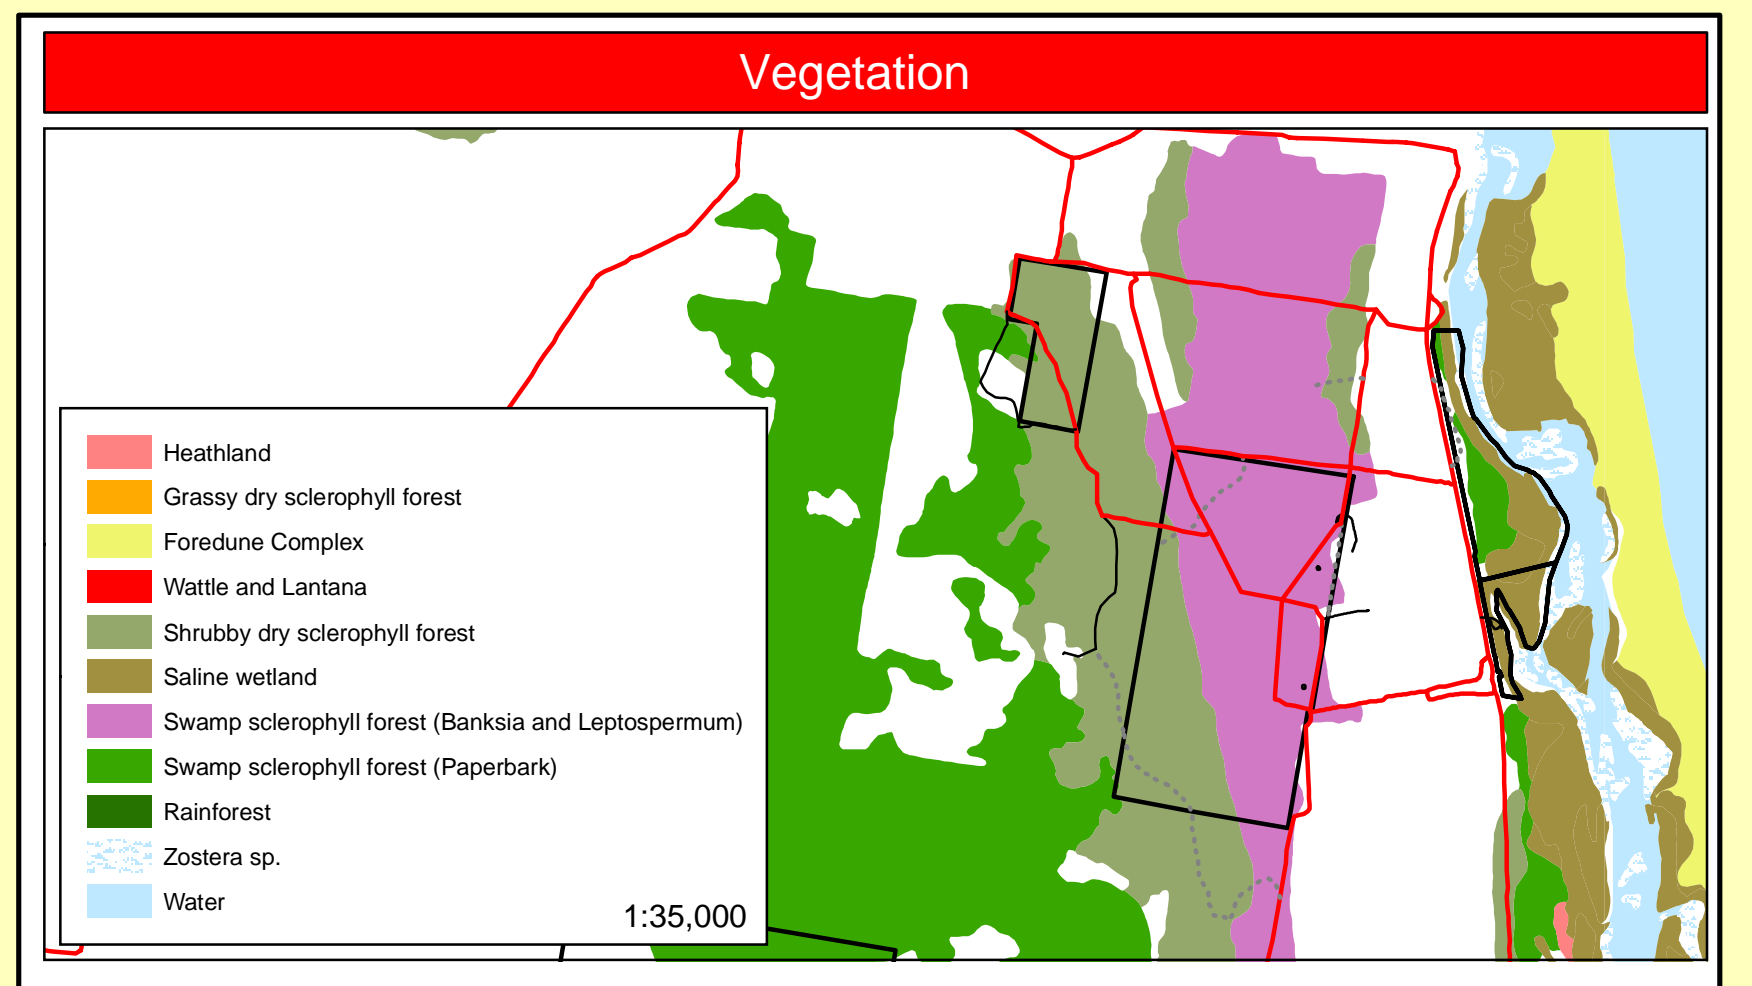 Vegetation
Heathland
Grassy dry sclerophyll forest
Foredune Complex
Wattle and Lantana
Shrubby dry sclerophyll forest
Saline wetland
Swamp sclerophyll forest (Banksia and Leptospermum)
Swamp sclerophyll forest (Paperbark)
Rainforest
Zostera sp.
Water
1:35,000